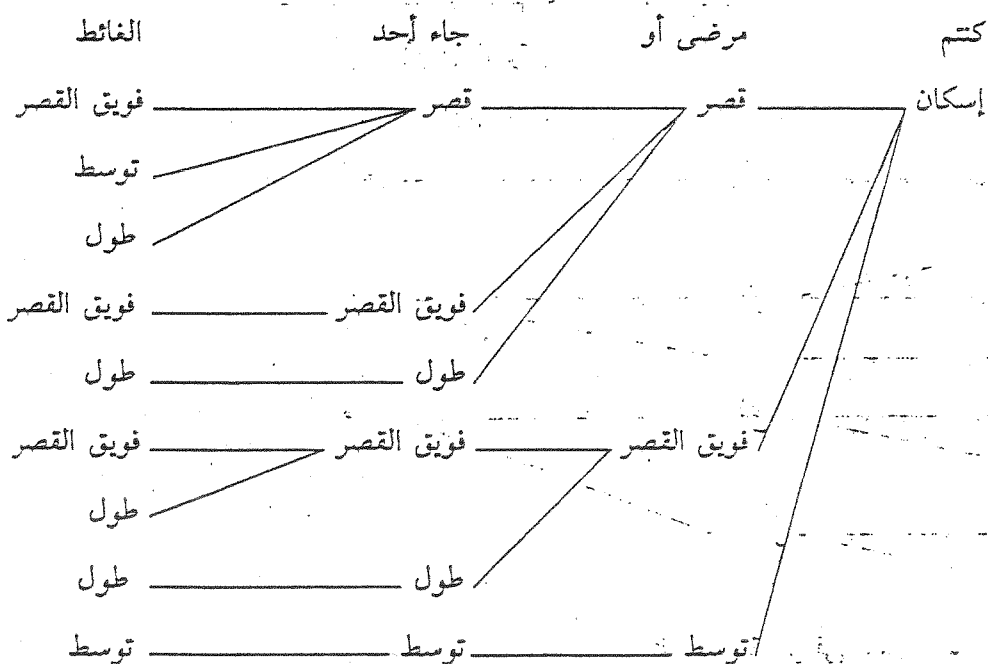 كنتم مرضى أو جاء أحد الغائط
إسكان قصر قصر فويق القصر
توسط
طول
فويق القصر فويق القصر
طول طول
فويق القصر فويق القصر فويق القصر
طول
طول طول
توسط توسط توسط